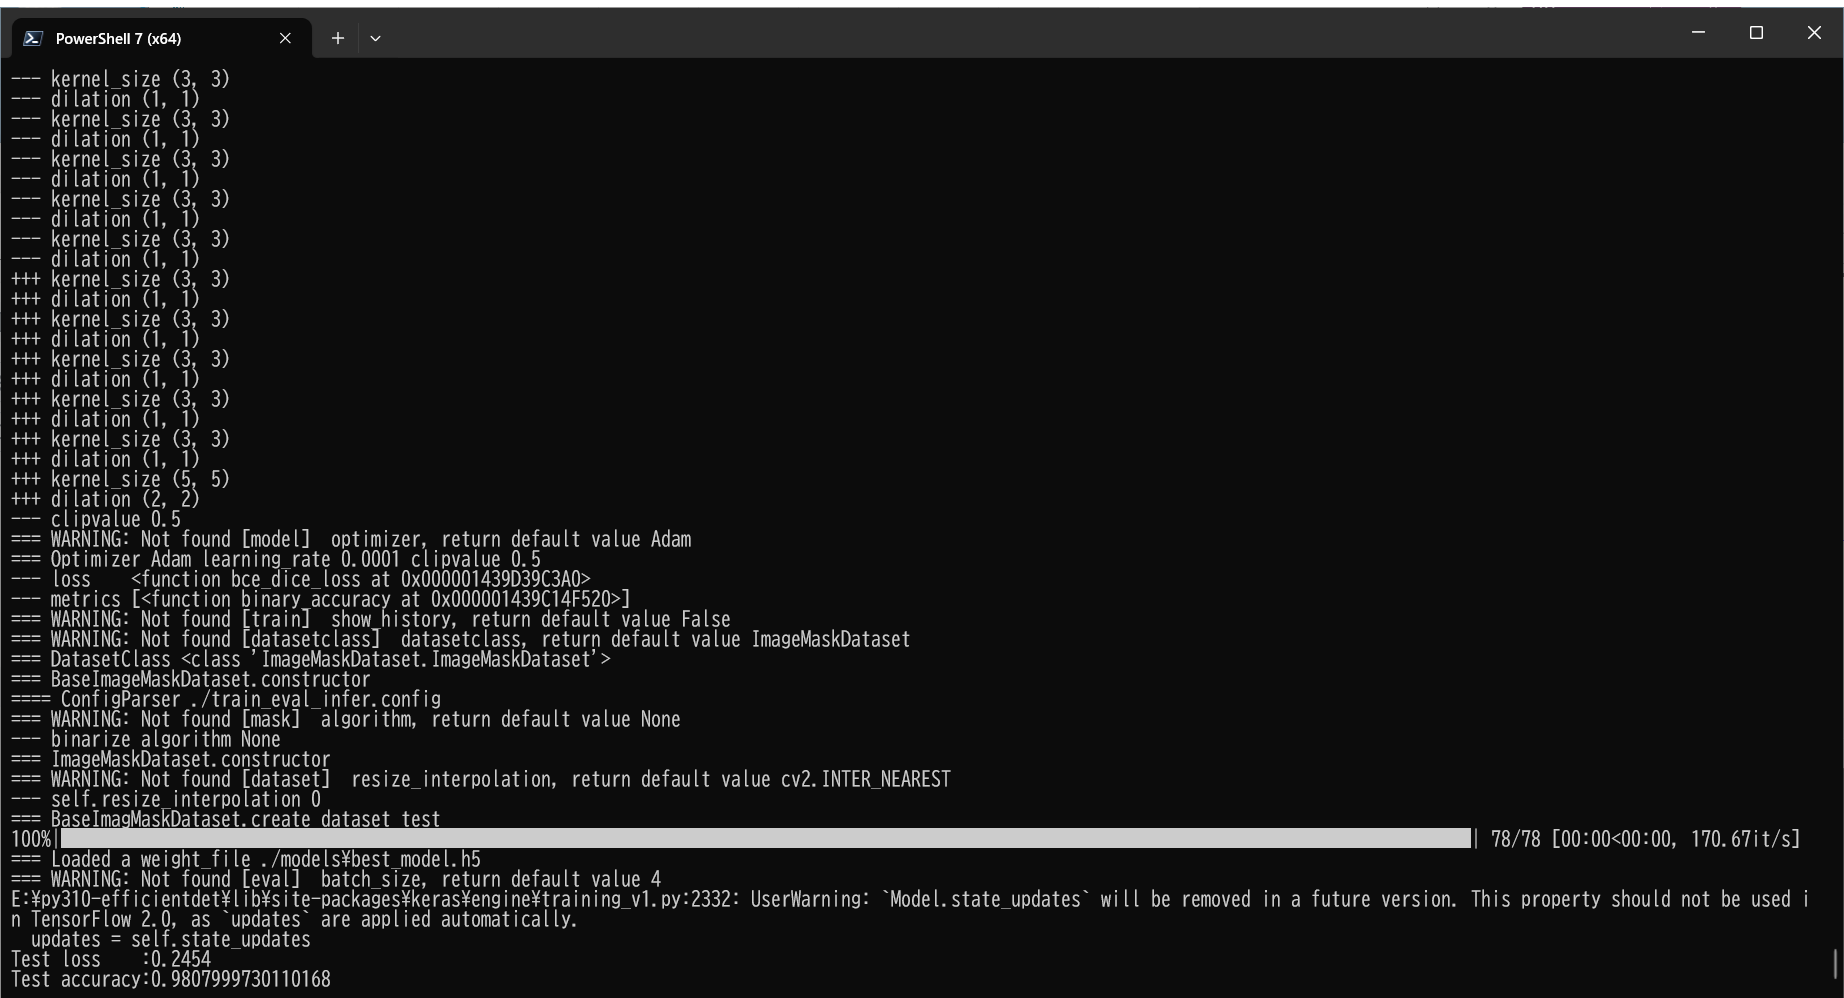 PowerShell 7 (x64)
--- kernel_size (3, 3)
--- dilation (1, 1)
--- kernel_size (3, 3)
--- dilation (1, 1)
--- kernel_size (3, 3)
--- dilation (1, 1)
--- kernel_size (3, 3)
--- dilation (1, 1)
--- kernel_size (3, 3)
--- dilation (1, 1)
+++ kernel_size (3, 3)
+++ dilation (1, 1)
+++ kernel_size (3, 3)
+++ dilation (1, 1)
+++ kernel_size (3, 3)
+++ dilation (1, 1)
+++ kernel_size (3, 3)
+++ dilation (1, 1)
+++ kernel_size (3, 3)
+++ dilation (1, 1)
+++ kernel_size (5, 5)
+++ dilation (2, 2)
--- clipvalue 0.5
=== WARNING: Not found [model]  optimizer, return default value Adam
=== Optimizer Adam learning_rate 0.0001 clipvalue 0.5
--- loss    <function bce_dice_loss at 0x000001439D39C3A0>
--- metrics [<function binary_accuracy at 0x000001439C14F520>]
=== WARNING: Not found [train]  show_history, return default value False
=== WARNING: Not found [datasetclass]  datasetclass, return default value ImageMaskDataset
=== DatasetClass <class 'ImageMaskDataset.ImageMaskDataset'>
=== BaseImageMaskDataset.constructor
==== ConfigParser ./train_eval_infer.config
=== WARNING: Not found [mask]  algorithm, return default value None
--- binarize algorithm None
=== ImageMaskDataset.constructor
=== WARNING: Not found [dataset]  resize_interpolation, return default value cv2.INTER_NEAREST
--- self.resize_interpolation 0
=== BaseImagMaskDataset.create dataset test
100%| | 78/78 [00:00<00:00, 170.67it/s]
=== Loaded a weight_file ./models¥best_model.h5
=== WARNING: Not found [eval]  batch_size, return default value 4
E:¥py310-efficientdet¥lib¥site-packages¥keras¥engine¥training_v1.py:2332: UserWarning: `Model.state_updates` will be removed in a future version. This property should not be used i
n TensorFlow 2.0, as `updates` are applied automatically.
  updates = self.state_updates
Test loss    :0.2454
Test accuracy:0.9807999730110168